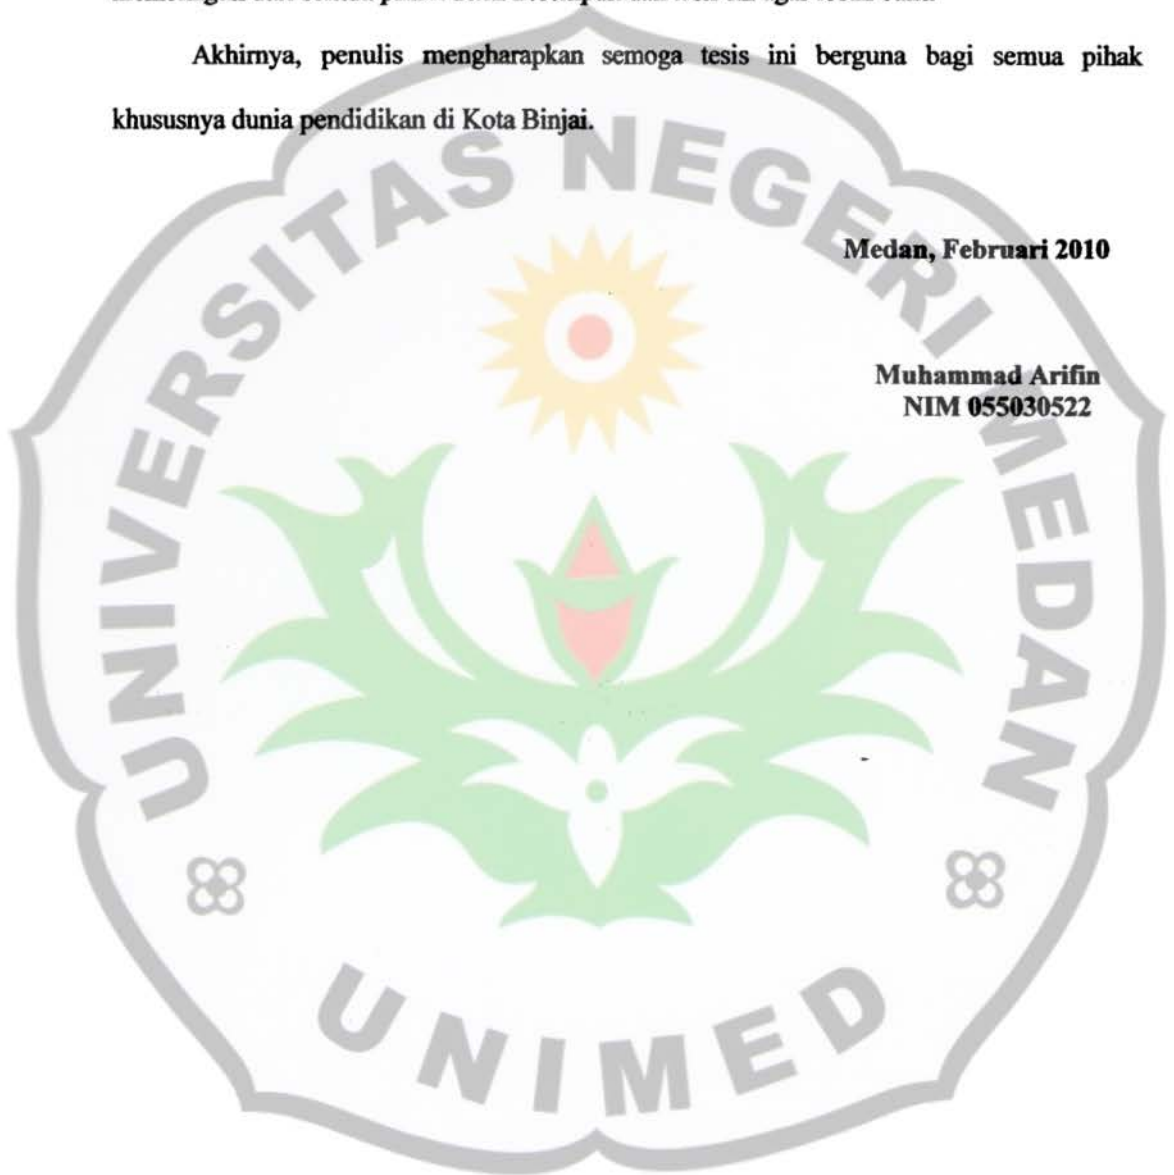 Akhirnya, penulis mengharapkan semoga tesis ini berguna bagi semua pihak
khususnya dunia pendidikan di Kota Binjai.
Medan, Februari 2010
Muhammad Arifin
NIM 055030522
UNIVERSITAS NEGERI MEDAN
UNIMED